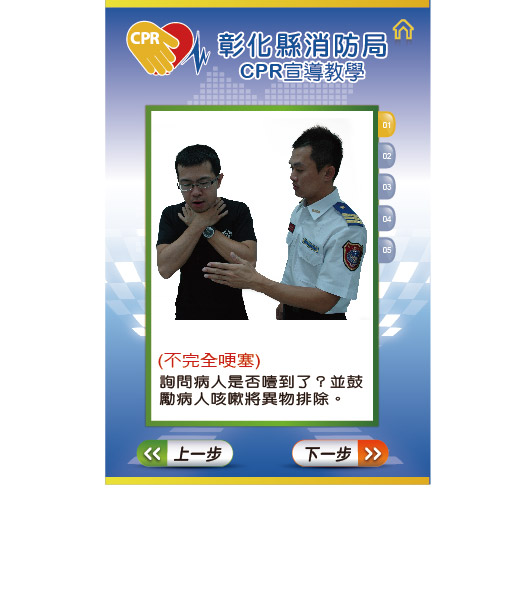 CPR
彰化縣消防局
CPR宣導教學
01
02
03
04
05
(不完全哽塞)
詢問病人是否噎到了？並鼓
勵病人咳嗽將異物排除。
上一步
下一步